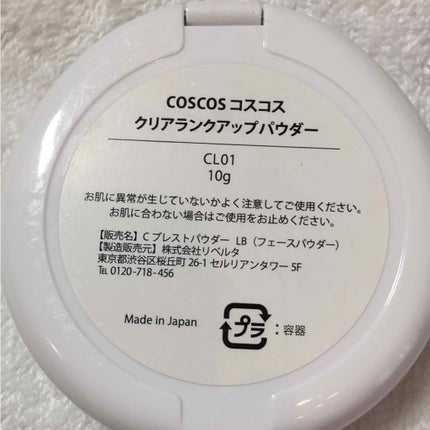 COSCOS コスコス
クリアランクアップパウダー
CL01
10g
お肌に異常が生じていないかよく注意してご使用ください。
お肌に合わない場合はご使用をお止めください。
【販売名】C プレストパウダー LB（フェースパウダー）
【製造販売元】株式会社リベルタ
東京都渋谷区桜丘町 26-1 セルリアンタワー 5F
TEL 0120-718-456
Made in Japan
プラ ：容器